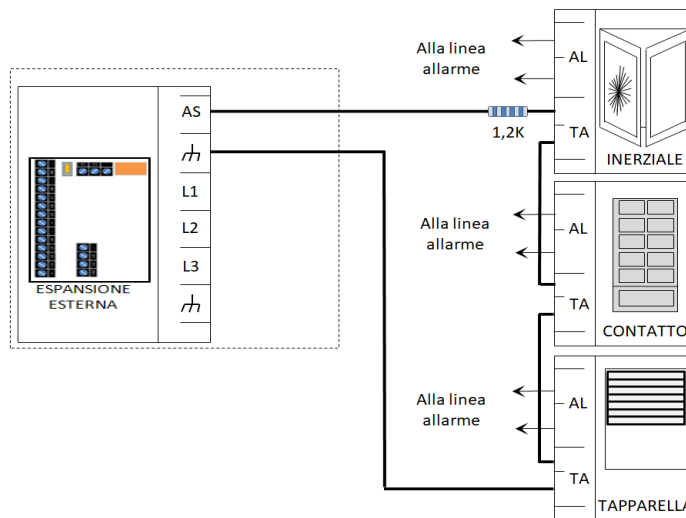 Alla linea
allarme
AL
AS
1,2K
TA
INERZIALE
L1
Alla linea
allarme
AL
L2
L3
ESPANSIONE
ESTERNA
TA
CONTATTO
Alla linea
allarme
AL
TA
TAPPARELLA